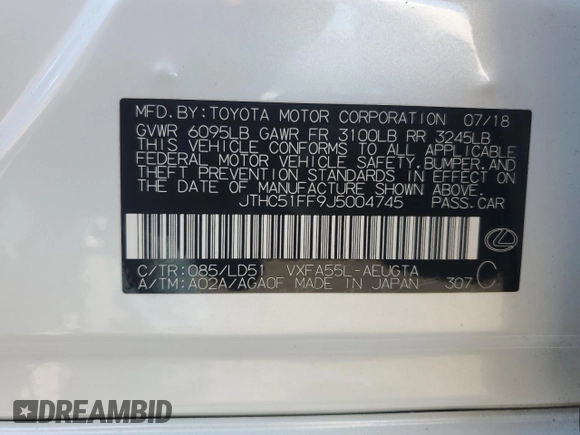 MFD.BY:TOYOTA MOTOR CORPORATION 07/18
GVWR 6095LB GAWR FR 3100LB RR 3245LB
THIS VEHICLE CONFORMS TO ALL APPLICABLE
FEDERAL MOTOR VEHICLE SAFETY,BUMPER,AND
THEFT PREVENTION STANDARDS IN EFFECT ON
THE DATE OF MANUFACTURE SHOWN ABOVE.
JTHC51FF9J5004745 PASS.CAR
C/TR:085/LD51 VXFA55L-AEUGTA
A/TM:A02A/AGA0F MADE IN JAPAN 307 C
DREAMBID